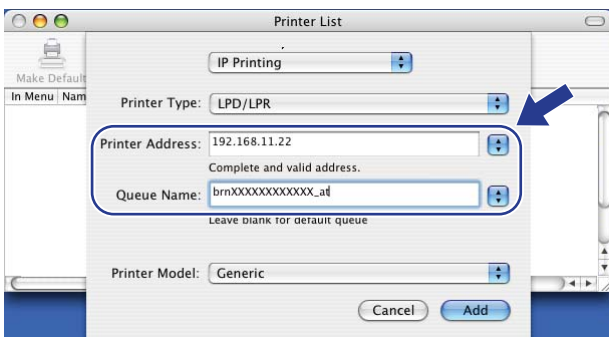 Printer List
IP Printing
Make Default
In Menu Nam
Printer Type: LPD/LPR
Printer Address: 192.168.11.22
Complete and valid address.
Queue Name: brnXXXXXXXXXXXX_at
Leave blank for default queue
Printer Model: Generic
Cancel Add